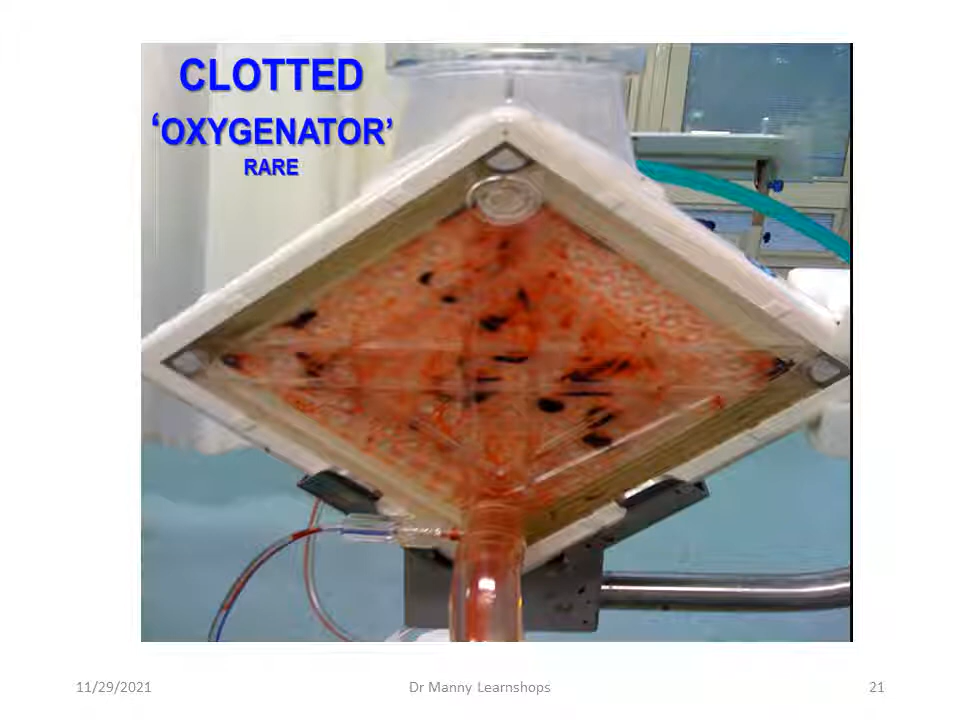 CLOTTED
‘OXYGENATOR’
RARE
11/29/2021
Dr Manny Learnshops
21